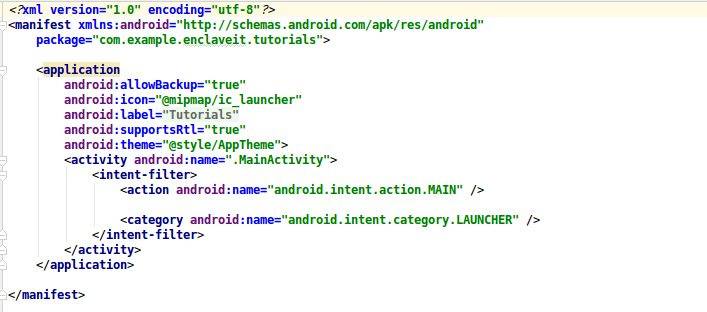 <?xml version="1.0" encoding="utf-8"?>
<manifest xmlns:android="http://schemas.android.com/apk/res/android"
    package="com.example.enclaveit.tutorials">

    <application
        android:allowBackup="true"
        android:icon="@mipmap/ic_launcher"
        android:label="Tutorials"
        android:supportsRtl="true"
        android:theme="@style/AppTheme">
        <activity android:name=".MainActivity">
            <intent-filter>
                <action android:name="android.intent.action.MAIN" />

                <category android:name="android.intent.category.LAUNCHER" />
            </intent-filter>
        </activity>
    </application>

</manifest>